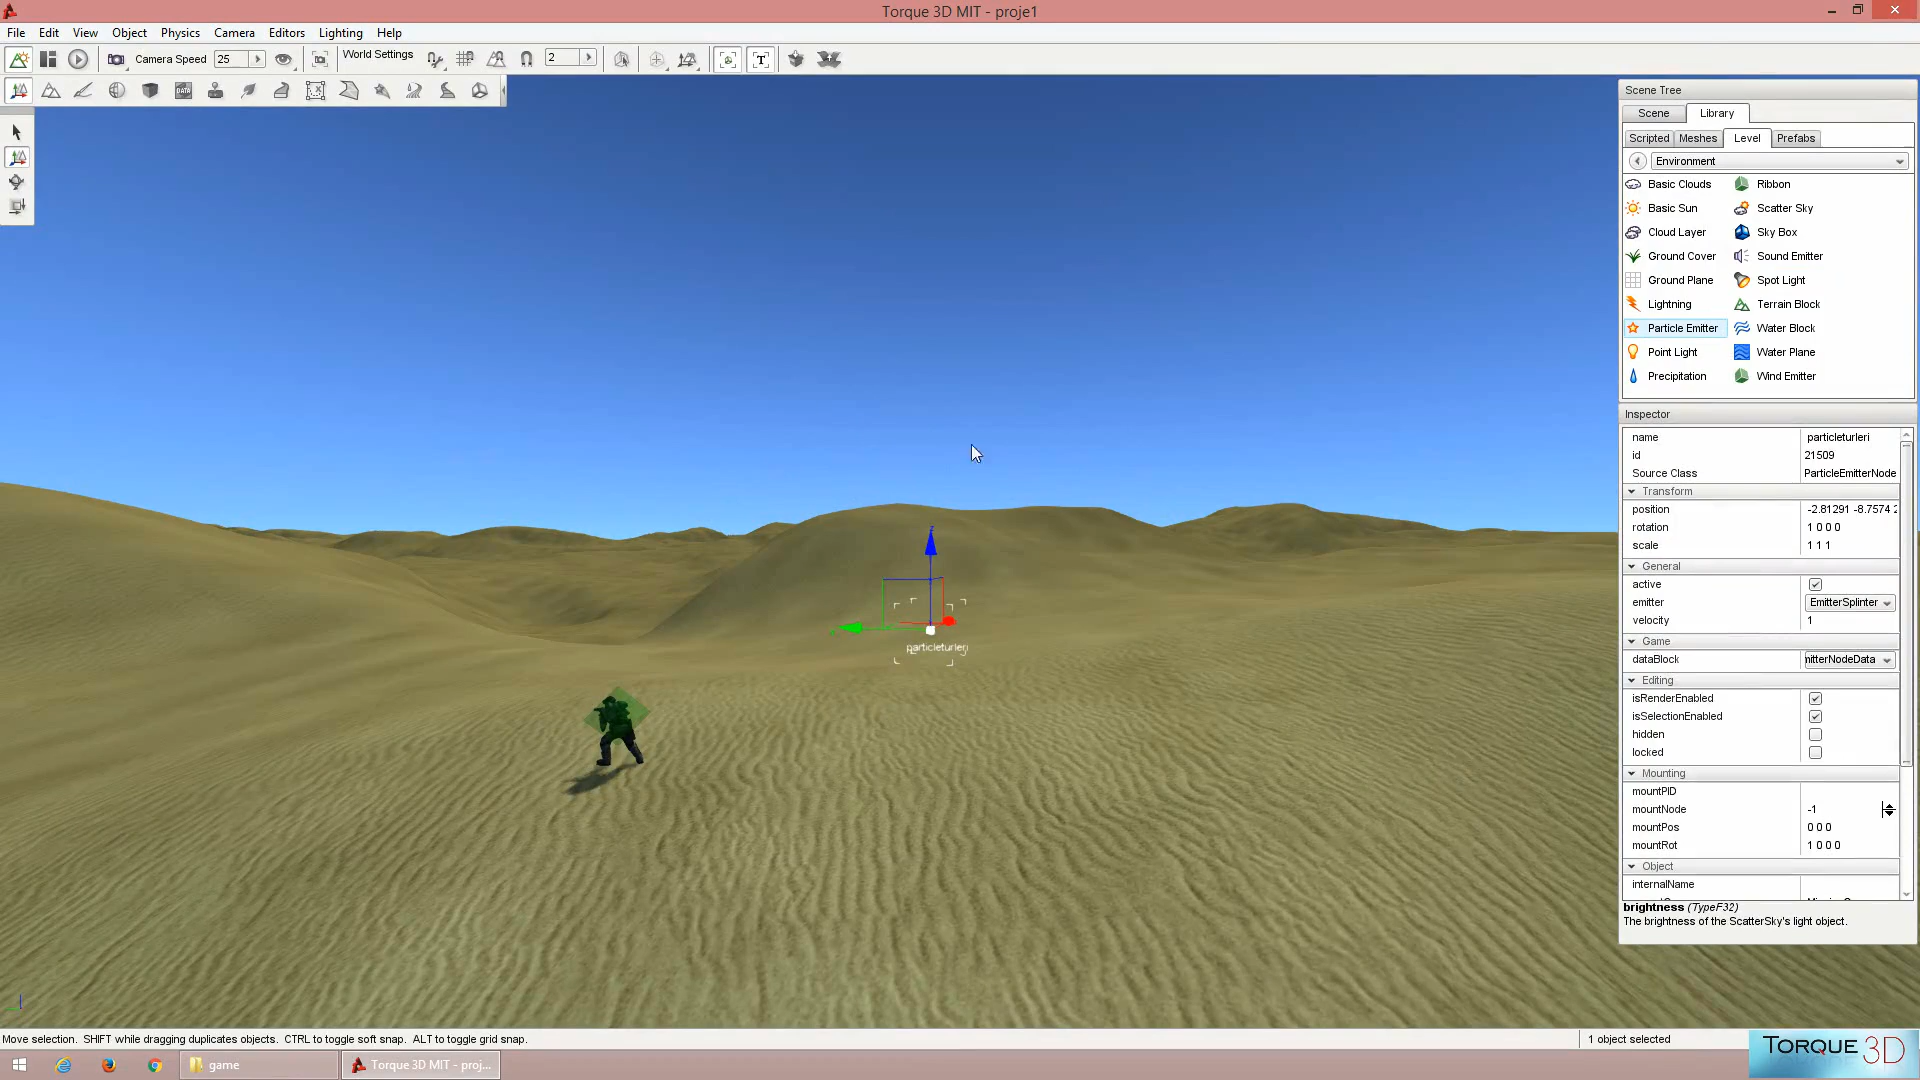 Torque 3D MIT - proje1
File Edit View Object Physics Camera Editors Lighting Help
Camera Speed 25 World Settings 2 T
DATA
Scene Tree
Scene Library
Scripted Meshes Level Prefabs
Environment
Basic Clouds Ribbon
Basic Sun Scatter Sky
Cloud Layer Sky Box
Ground Cover Sound Emitter
Ground Plane Spot Light
Lightning Terrain Block
Particle Emitter Water Block
Point Light Water Plane
Precipitation Wind Emitter
Inspector
name particleturleri
id 21509
Source Class ParticleEmitterNode
Transform
position -2.81291 -8.7574 2
rotation 1 0 0 0
scale 1 1 1
General
active
emitter EmitterSplinter
velocity 1
Game
dataBlock nitterNodeData
Editing
isRenderEnabled
isSelectionEnabled
hidden
locked
Mounting
mountPID
mountNode -1
mountPos 0 0 0
mountRot 1 0 0 0
Object
internalName
brightness (TypeF32)
The brightness of the ScatterSky's light object.
z
particleturleri
Move selection. SHIFT while dragging duplicates objects. CTRL to toggle soft snap. ALT to toggle grid snap.
1 object selected
game
Torque 3D MIT - proj...
TORQUE 3D